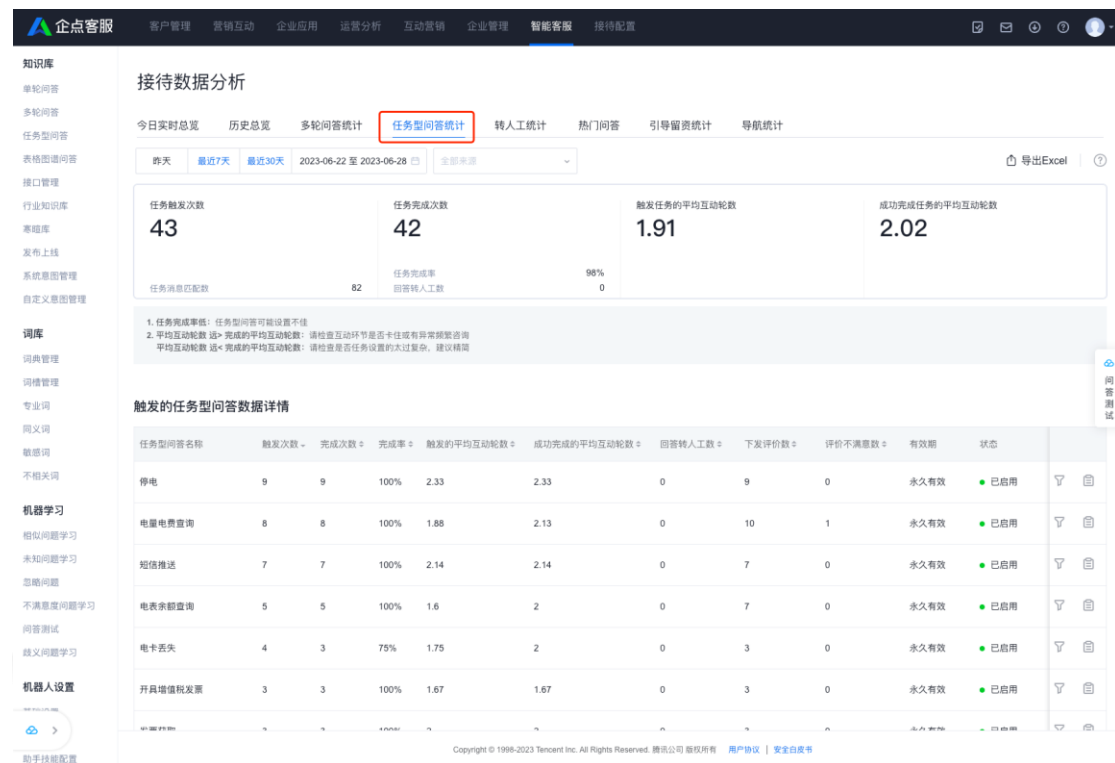 企点客服 客户管理 营销互动 企业应用 运营分析 互动营销 企业管理 智能客服 接待配置
知识库
单轮问答
多轮问答
任务型问答
表格图谱问答
接口管理
行业知识库
寒暄库
发布上线
系统意图管理
自定义意图管理
词库
词典管理
词槽管理
专业词
同义词
敏感词
不相关词
机器学习
相似问题学习
未知问题学习
忽略问题
不满意度问题学习
问答测试
歧义问题学习
机器人设置
助手技能配置
接待数据分析
今日实时总览 历史总览 多轮问答统计 任务型问答统计 转人工统计 热门问答 引导留资统计 导航统计
昨天 最近7天 最近30天 2023-06-22 至 2023-06-28 全部来源 导出Excel
任务触发次数 任务完成次数 触发任务的平均互动轮数 成功完成任务的平均互动轮数
43 42 1.91 2.02
任务完成率 98%
任务消息匹配数 82 回答转人工数 0
1. 任务完成率低：任务型问答可能设置不佳
2. 平均互动轮数 远> 完成的平均互动轮数：请检查互动环节是否卡住或有异常频繁咨询
平均互动轮数 远< 完成的平均互动轮数：请检查是否任务设置的太过复杂，建议精简
问答测试
触发的任务型问答数据详情
任务型问答名称 触发次数 完成次数 完成率 触发的平均互动轮数 成功完成的平均互动轮数 回答转人工数 下发评价数 评价不满意数 有效期 状态
停电 9 9 100% 2.33 2.33 0 9 0 永久有效 已启用
电量电费查询 8 8 100% 1.88 2.13 0 10 1 永久有效 已启用
短信推送 7 7 100% 2.14 2.14 0 7 0 永久有效 已启用
电表余额查询 5 5 100% 1.6 2 0 7 0 永久有效 已启用
电卡丢失 4 3 75% 1.75 2 0 3 0 永久有效 已启用
开具增值税发票 3 3 100% 1.67 1.67 0 3 0 永久有效 已启用
Copyright © 1998-2023 Tencent Inc. All Rights Reserved. 腾讯公司 版权所有 用户协议 | 安全白皮书